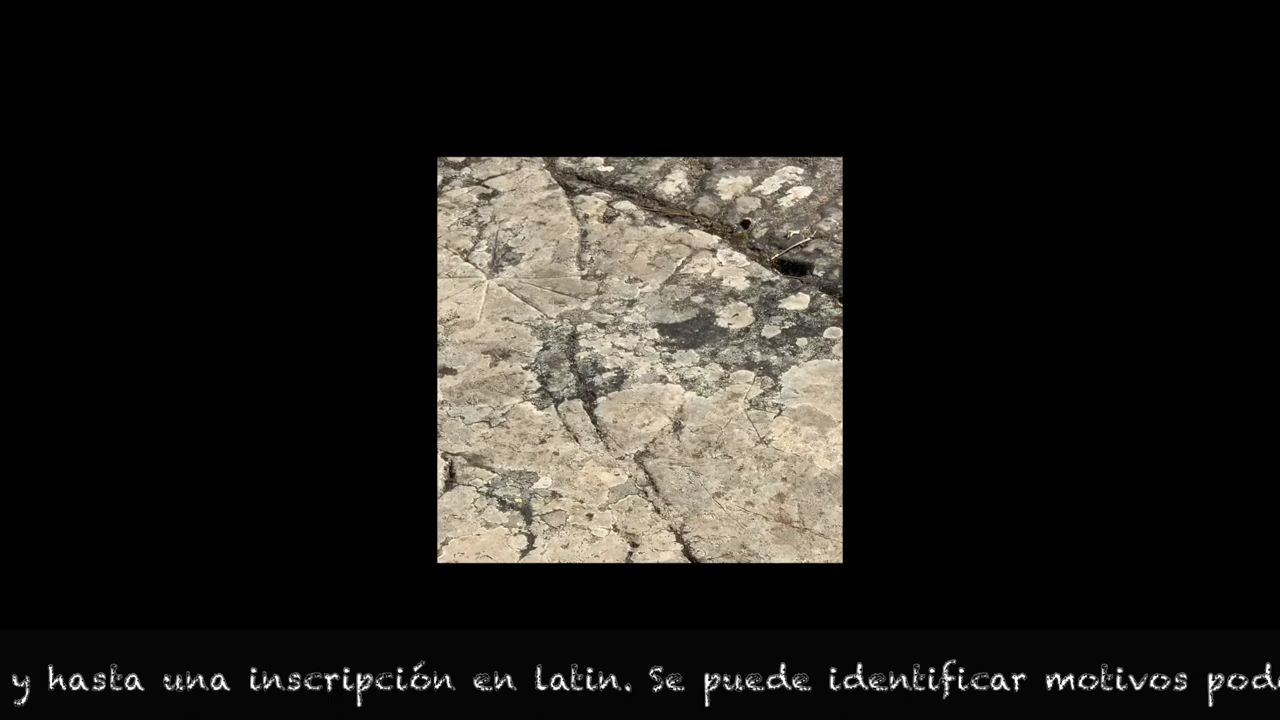 y hasta una inscripción en latin. Se puede identificar motivos